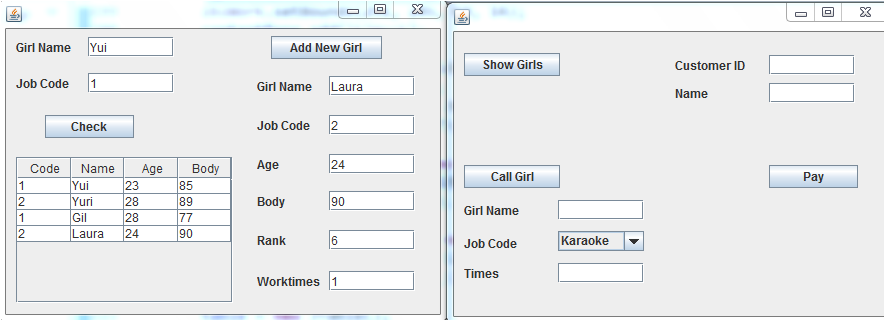 Girl Name Yui
Job Code 1
Check
Code Name Age Body
1 Yui 23 85
2 Yuri 28 89
1 Gil 28 77
2 Laura 24 90
Add New Girl
Girl Name Laura
Job Code 2
Age 24
Body 90
Rank 6
Worktimes 1
Show Girls
Customer ID
Name
Call Girl
Pay
Girl Name
Job Code Karaoke
Times